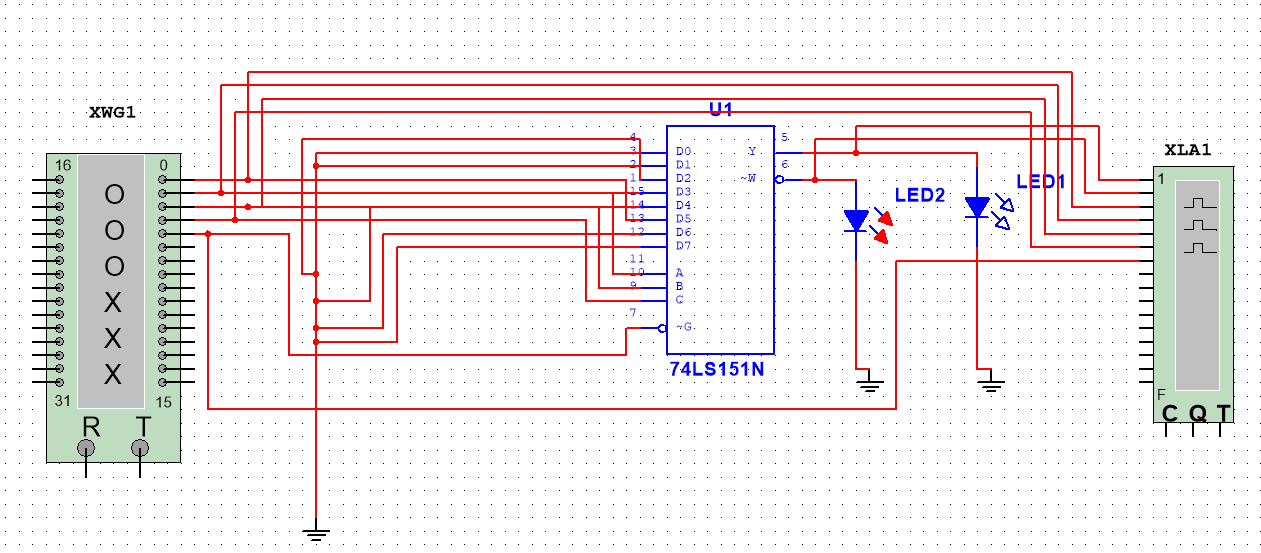 XWG1
16 0
O
O
O
X
X
X
31 15
R T
U1
4
3 D0
2 D1
1 D2
15 D3
14 D4
13 D5
12 D6
D7
11
10 A
9 B
C
7
~G
5
Y
6
~W
74LS151N
LED2
LED1
XLA1
1
F
C Q T